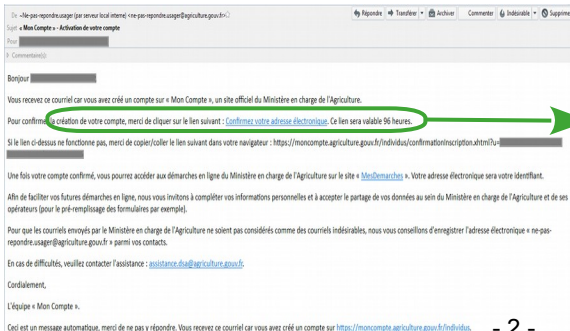 De «Ne-pas-repondre.usager (par serveur local interne) <ne-pas-repondre.usager@agriculture.gouv.fr>
Répondre Transférer Archiver Commenter Indésirable Supprime
Sujet « Mon Compte » - Activation de votre compte
Pour
Commentaire(s)
Bonjour
Vous recevez ce courriel car vous avez créé un compte sur « Mon Compte », un site officiel du Ministère en charge de l'Agriculture.
Pour confirmer la création de votre compte, merci de cliquer sur le lien suivant : Confirmez votre adresse électronique. Ce lien sera valable 96 heures.
Si le lien ci-dessus ne fonctionne pas, merci de copier/coller le lien suivant dans votre navigateur : https://moncompte.agriculture.gouv.fr/individus/confirmationInscription.xhtml?u=
Une fois votre compte confirmé, vous pourrez accéder aux démarches en ligne du Ministère en charge de l'Agriculture sur le site « MesDemarches ». Votre adresse électronique sera votre identifiant.
Afin de faciliter vos futures démarches en ligne, nous vous invitons à compléter vos informations personnelles et à accepter le partage de vos données au sein du Ministère en charge de l'Agriculture et de ses
opérateurs (pour le pré-remplissage des formulaires par exemple).
Pour que les courriels envoyés par le Ministère en charge de l'Agriculture ne soient pas considérés comme des courriels indésirables, nous vous conseillons d'enregistrer l'adresse électronique « ne-pas-
repondre.usager@agriculture.gouv.fr » parmi vos contacts.
En cas de difficultés, veuillez contacter l'assistance : assistance.dsa@agriculture.gouv.fr.
Cordialement,
L'équipe « Mon Compte ».
Ceci est un message automatique, merci de ne pas y répondre. Vous recevez ce courriel car vous avez créé un compte sur https://moncompte.agriculture.gouv.fr/individus.
- 2 -